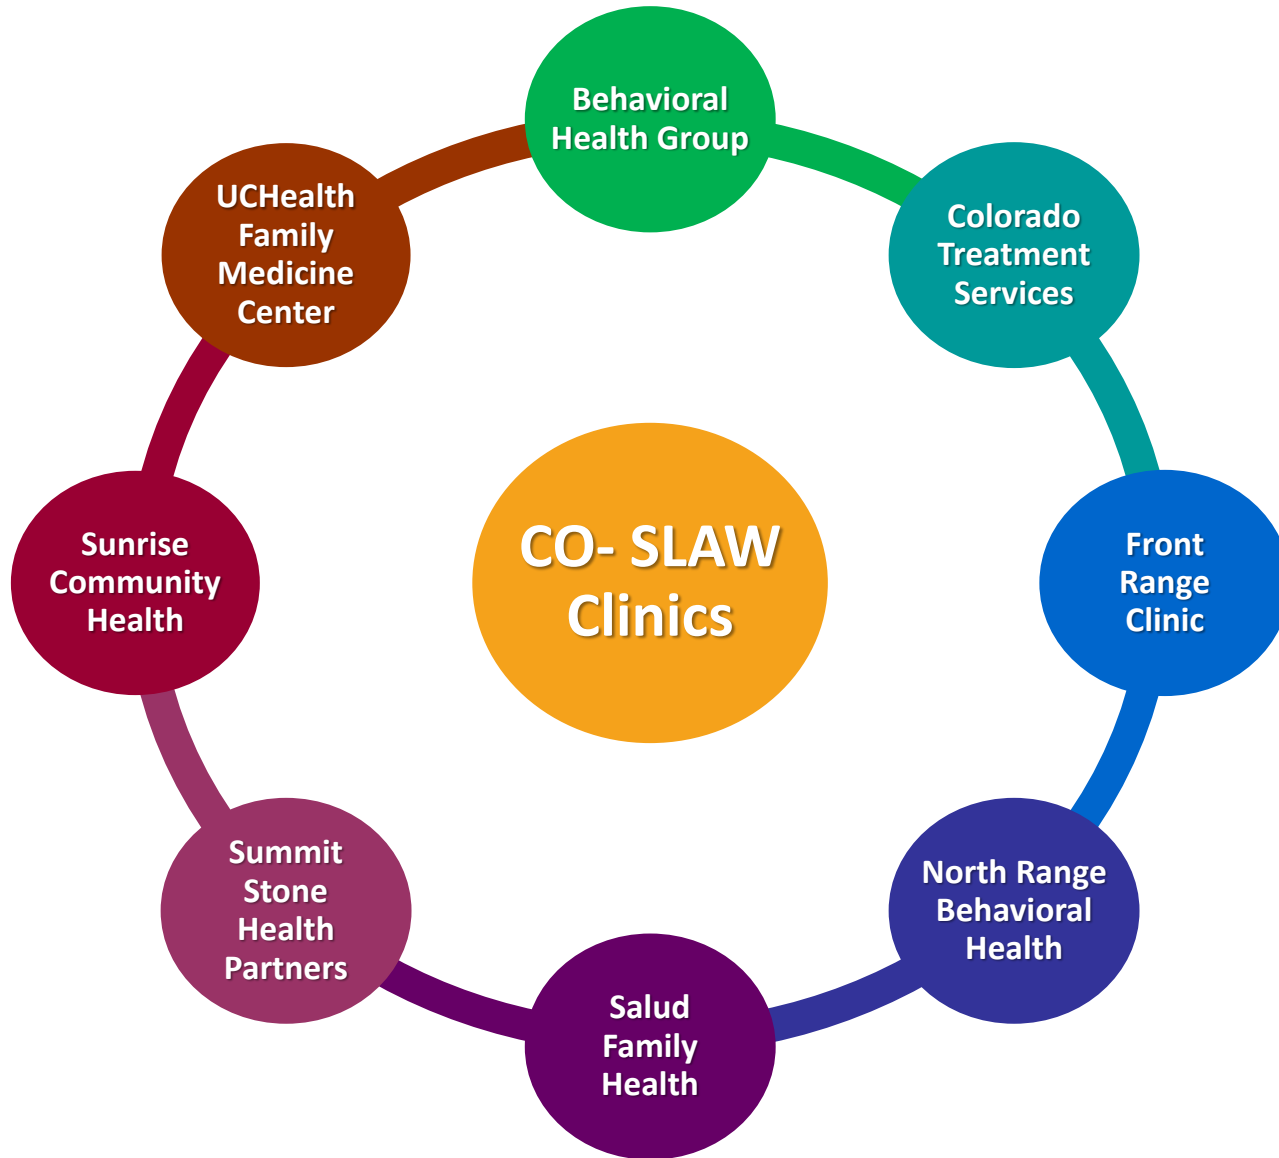 Behavioral
Health Group
Colorado
Treatment
Services
Front
Range
Clinic
North Range
Behavioral
Health
Salud
Family
Health
Summit
Stone
Health
Partners
Sunrise
Community
Health
UCHealth
Family
Medicine
Center
CO- SLAW
Clinics